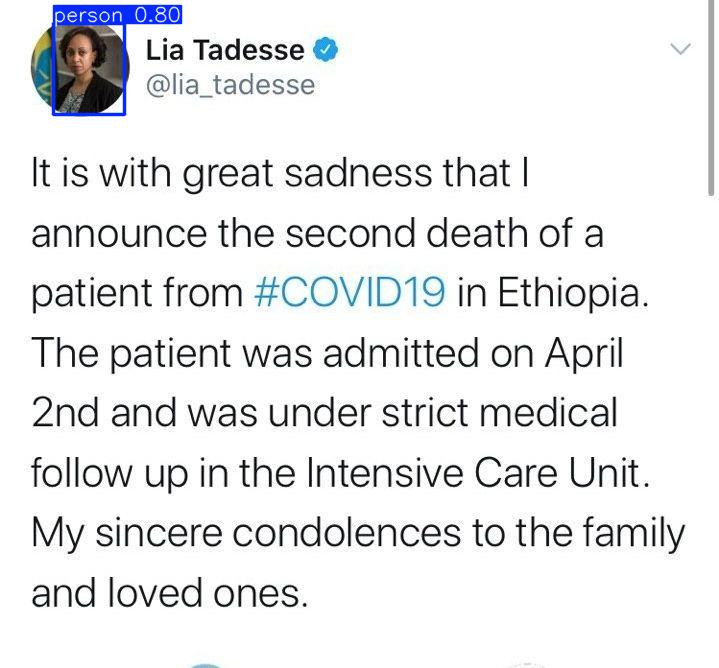 person 0.80
Lia Tadesse
@lia_tadesse
It is with great sadness that I
announce the second death of a
patient from #COVID19 in Ethiopia.
The patient was admitted on April
2nd and was under strict medical
follow up in the Intensive Care Unit.
My sincere condolences to the family
and loved ones.